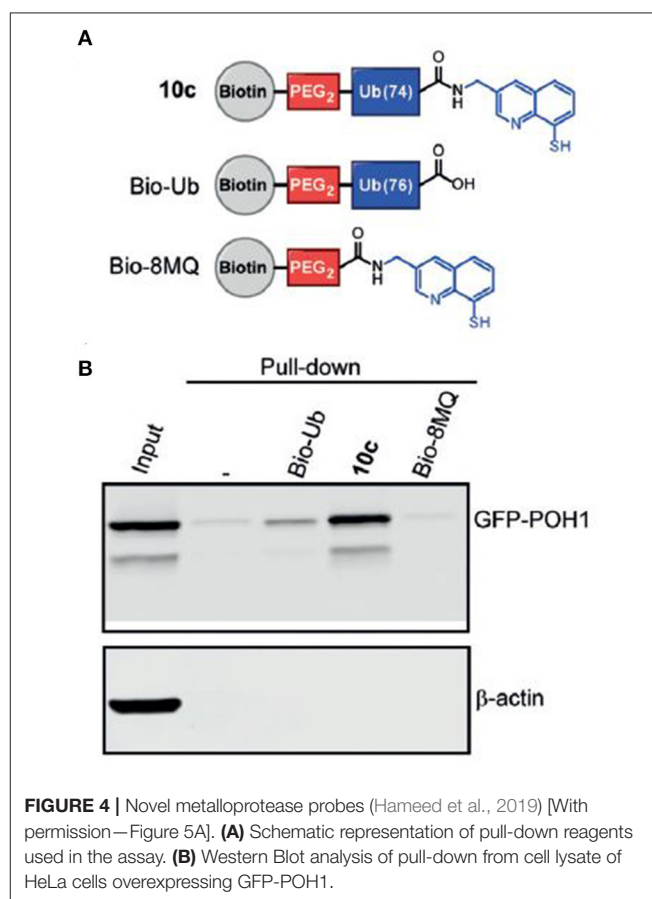 A
10c Biotin PEG₂ Ub(74) O N H N SH
Bio-Ub Biotin PEG₂ Ub(76) O OH
Bio-8MQ Biotin PEG₂ O N H N SH
B
Pull-down
Input - Bio-Ub 10c Bio-8MQ
GFP-POH1
β-actin
FIGURE 4 | Novel metalloprotease probes (Hameed et al., 2019) [With
permission—Figure 5A]. (A) Schematic representation of pull-down reagents
used in the assay. (B) Western Blot analysis of pull-down from cell lysate of
HeLa cells overexpressing GFP-POH1.